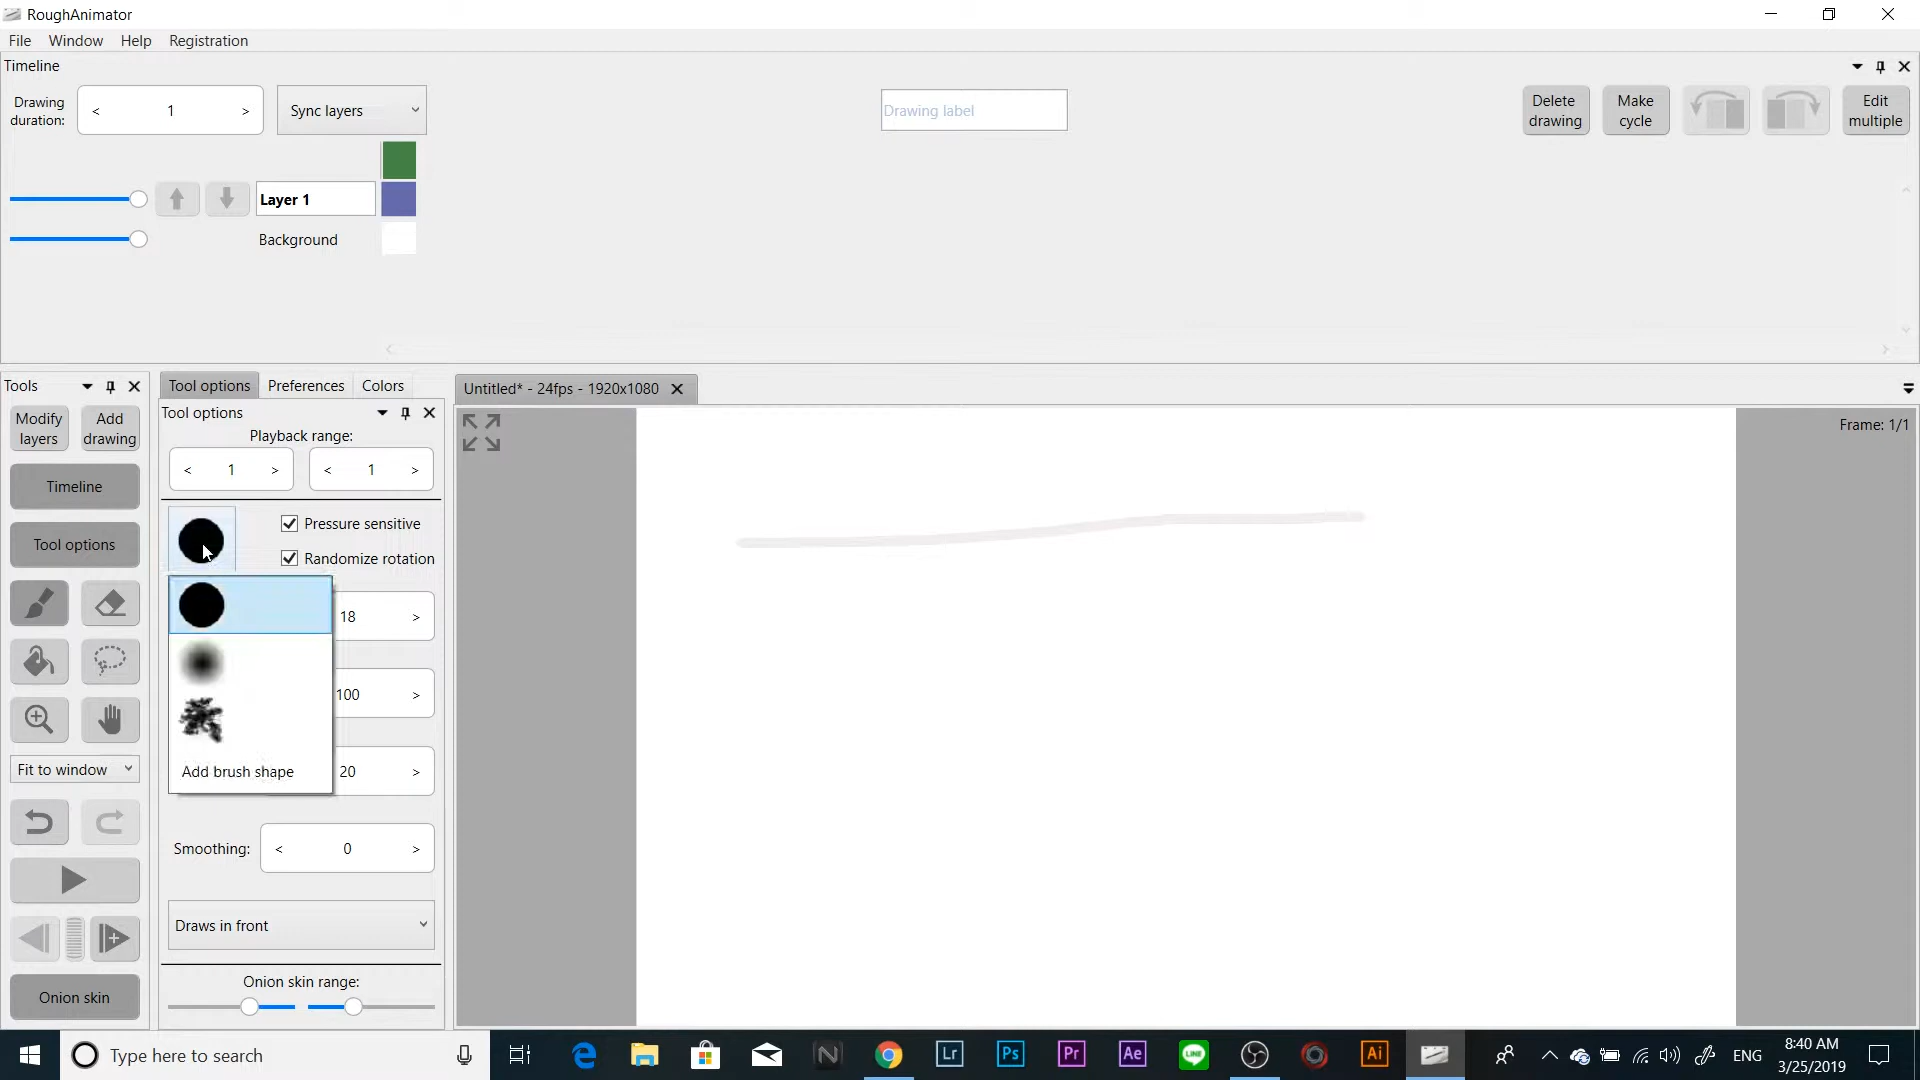 RoughAnimator
File Window Help Registration
Timeline
Drawing duration: < 1 > Sync layers
Drawing label
Delete drawing
Make cycle
Edit multiple
Layer 1
Background
Tools
Tool options Preferences Colors
Untitled* - 24fps - 1920x1080
Tool options
Frame: 1/1
Modify layers
Add drawing
Playback range:
< 1 > < 1 >
Timeline
Pressure sensitive
Tool options
Randomize rotation
18 >
100 >
Fit to window
Add brush shape
20 >
Smoothing: < 0 >
Draws in front
Onion skin range:
Onion skin
Type here to search
Lr Ps Pr Ae LINE Ai
ENG
8:40 AM
3/25/2019